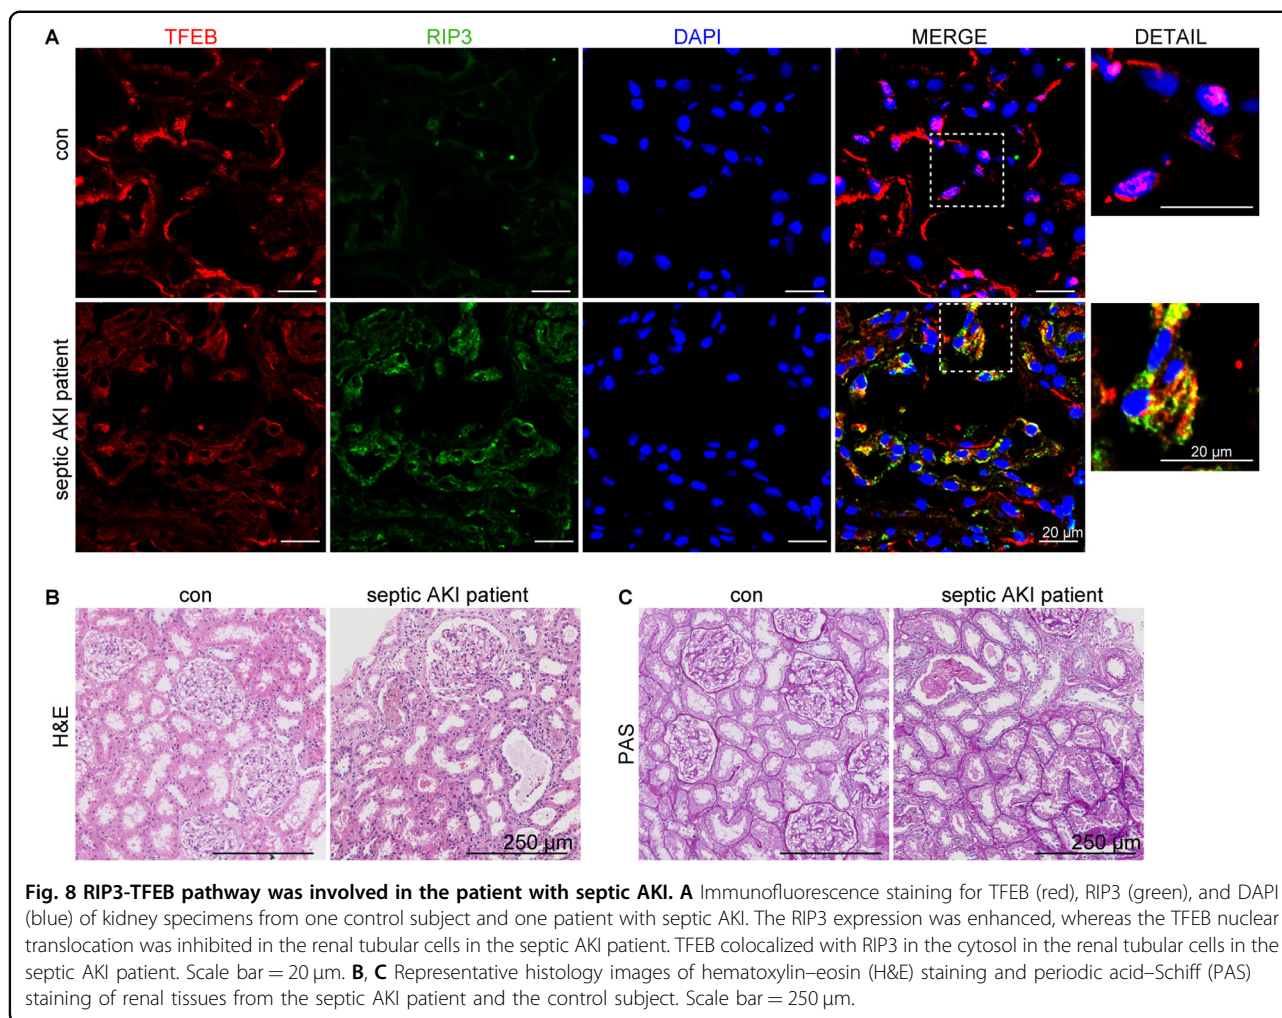 A TFEB RIP3 DAPI MERGE DETAIL
con
septic AKI patient
20 µm
20 µm
B con septic AKI patient C con septic AKI patient
H&E
PAS
250 µm
250 µm
Fig. 8 RIP3-TFEB pathway was involved in the patient with septic AKI. A Immunofluorescence staining for TFEB (red), RIP3 (green), and DAPI
(blue) of kidney specimens from one control subject and one patient with septic AKI. The RIP3 expression was enhanced, whereas the TFEB nuclear
translocation was inhibited in the renal tubular cells in the septic AKI patient. TFEB colocalized with RIP3 in the cytosol in the renal tubular cells in the
septic AKI patient. Scale bar = 20 µm. B, C Representative histology images of hematoxylin–eosin (H&E) staining and periodic acid–Schiff (PAS)
staining of renal tissues from the septic AKI patient and the control subject. Scale bar = 250 µm.